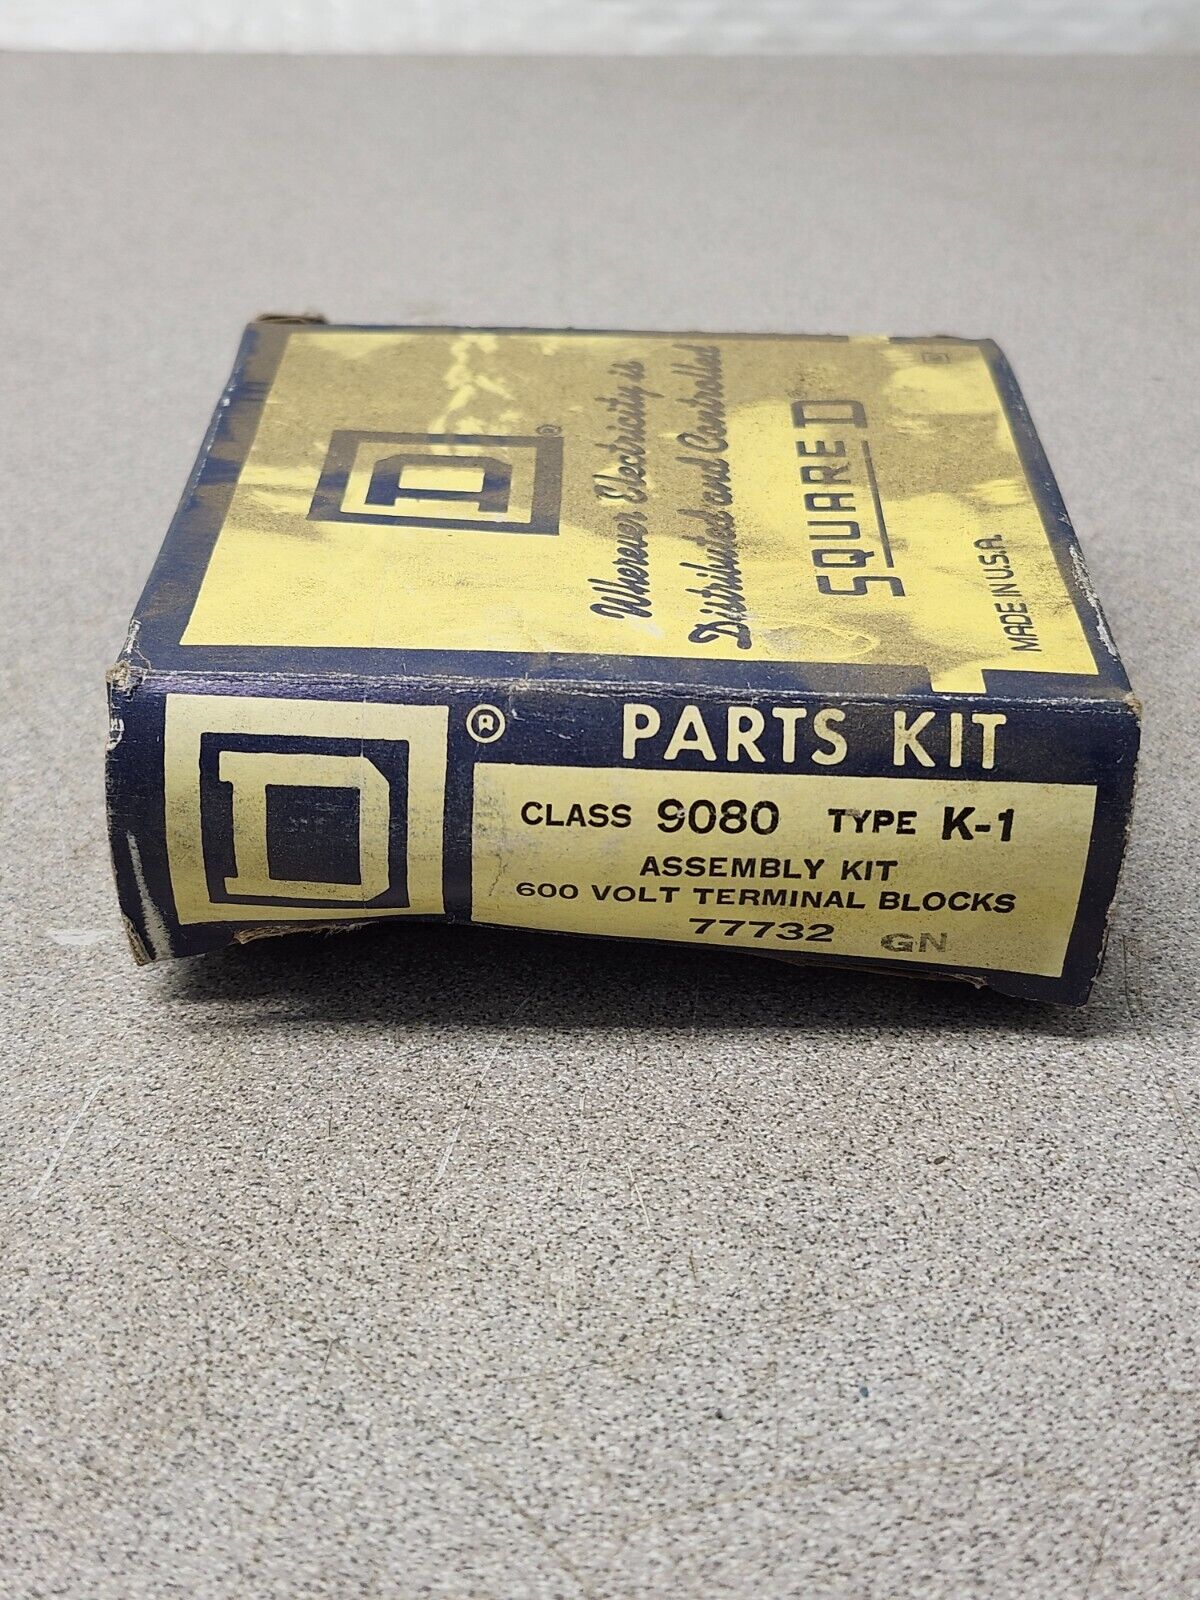 D ®
Wherever Electricity is
Distributed and Controlled
SQUARE D ®
MADE IN U.S.A.
D ® PARTS KIT
CLASS 9080 TYPE K-1
ASSEMBLY KIT
600 VOLT TERMINAL BLOCKS
77732 GN